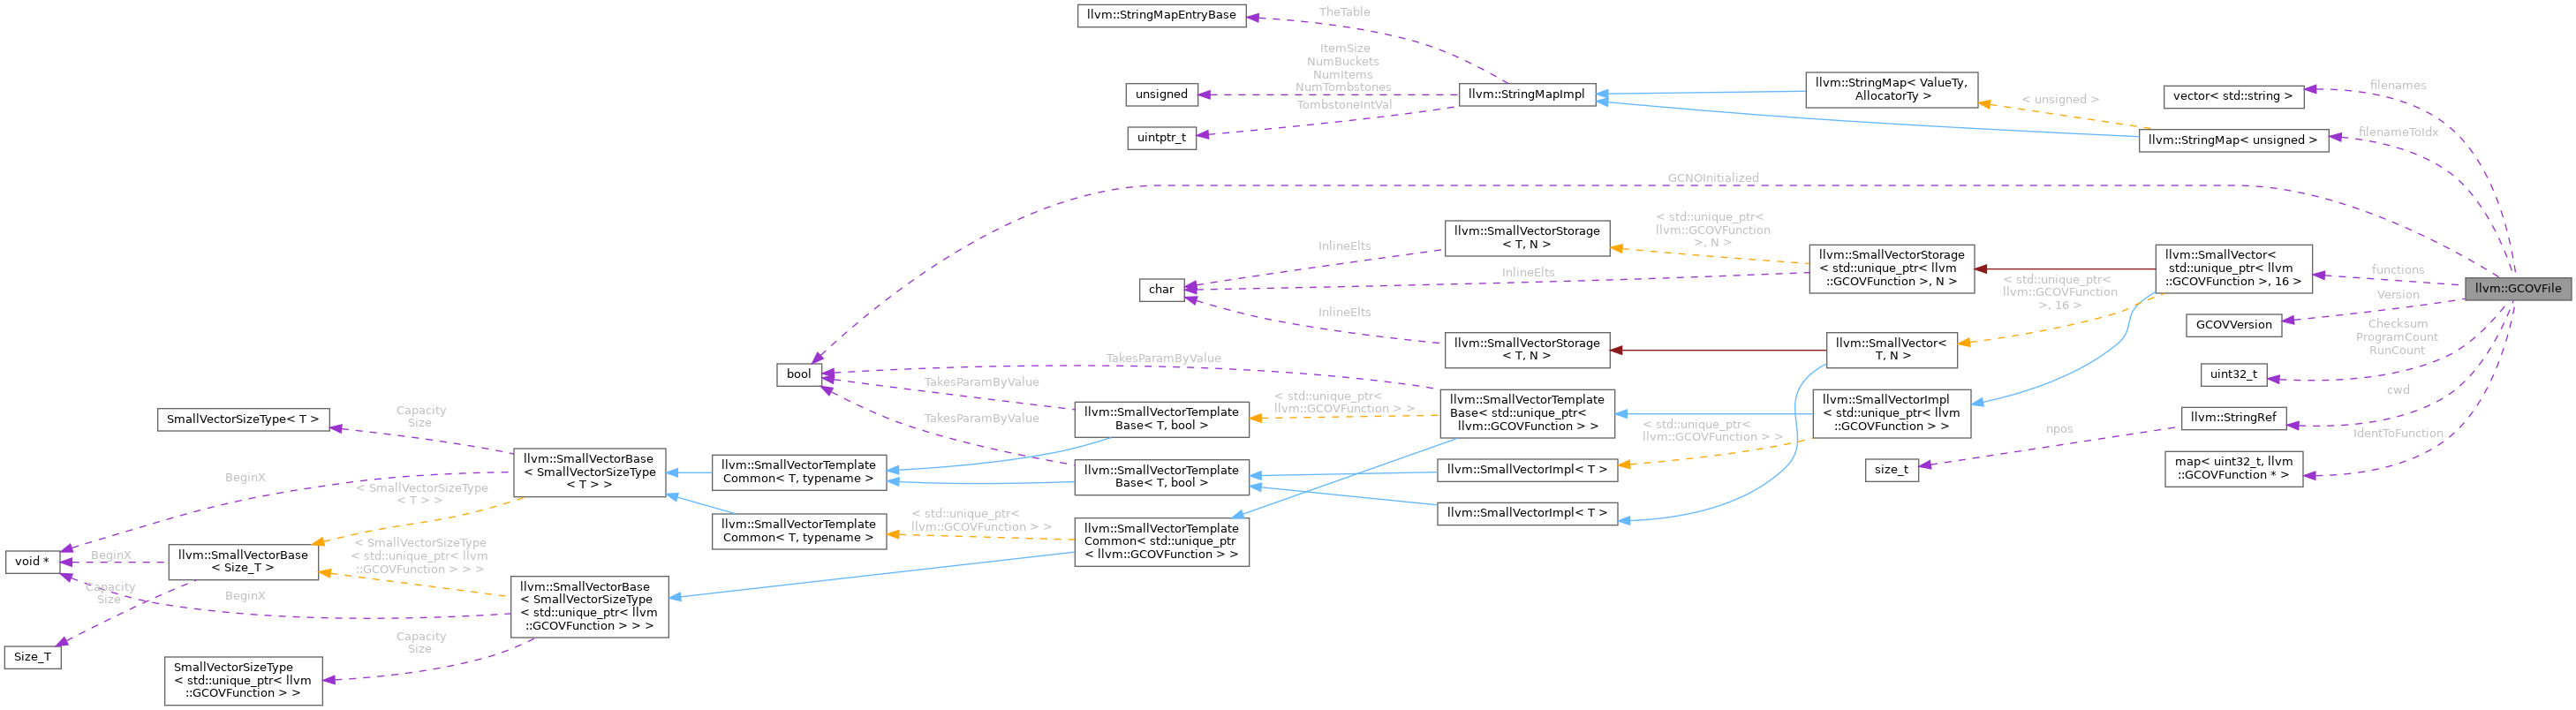 llvm::StringMapEntryBase
TheTable
ItemSize
NumBuckets
NumItems
NumTombstones
unsigned
llvm::StringMapImpl
llvm::StringMap< ValueTy,
AllocatorTy >
< unsigned >
vector< std::string >
filenames
TombstoneIntVal
uintptr_t
llvm::StringMap< unsigned >
filenameToIdx
GCNOInitialized
llvm::SmallVectorStorage
< T, N >
< std::unique_ptr<
llvm::GCOVFunction
>, N >
InlineElts
InlineElts
char
llvm::SmallVectorStorage
< std::unique_ptr< llvm
::GCOVFunction >, N >
llvm::SmallVector<
std::unique_ptr< llvm
::GCOVFunction >, 16 >
functions
llvm::GCOVFile
< std::unique_ptr<
llvm::GCOVFunction
>, 16 >
Version
GCOVVersion
InlineElts
llvm::SmallVectorStorage
< T, N >
llvm::SmallVector<
T, N >
Checksum
ProgramCount
RunCount
uint32_t
bool
TakesParamByValue
TakesParamByValue
TakesParamByValue
cwd
llvm::StringRef
npos
size_t
IdentToFunction
map< uint32_t, llvm
::GCOVFunction * >
SmallVectorSizeType< T >
Capacity
Size
llvm::SmallVectorTemplate
Base< T, bool >
< std::unique_ptr<
llvm::GCOVFunction > >
llvm::SmallVectorTemplate
Base< std::unique_ptr<
llvm::GCOVFunction > >
llvm::SmallVectorImpl
< std::unique_ptr< llvm
::GCOVFunction > >
< std::unique_ptr<
llvm::GCOVFunction > >
llvm::SmallVectorBase
< SmallVectorSizeType
< T > >
llvm::SmallVectorTemplate
Common< T, typename >
llvm::SmallVectorTemplate
Base< T, bool >
llvm::SmallVectorImpl< T >
llvm::SmallVectorImpl< T >
BeginX
< SmallVectorSizeType
< T > >
llvm::SmallVectorTemplate
Common< T, typename >
< std::unique_ptr<
llvm::GCOVFunction > >
llvm::SmallVectorTemplate
Common< std::unique_ptr
< llvm::GCOVFunction > >
void *
BeginX
llvm::SmallVectorBase
< Size_T >
< SmallVectorSizeType
< std::unique_ptr< llvm
::GCOVFunction > > >
Capacity
Size
BeginX
llvm::SmallVectorBase
< SmallVectorSizeType
< std::unique_ptr< llvm
::GCOVFunction > > >
Size_T
Capacity
Size
SmallVectorSizeType
< std::unique_ptr< llvm
::GCOVFunction > >